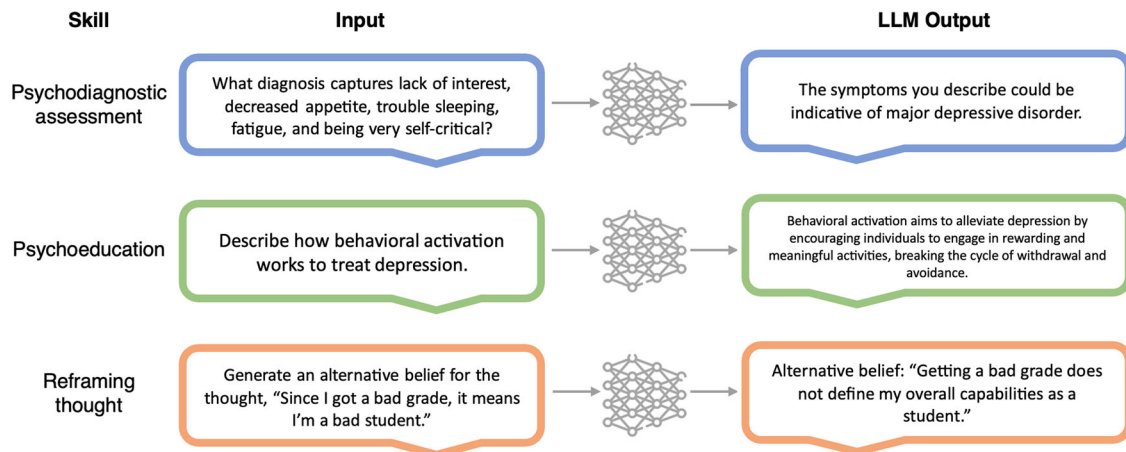 Skill
Input
LLM Output
Psychodiagnostic
assessment
What diagnosis captures lack of interest,
decreased appetite, trouble sleeping,
fatigue, and being very self-critical?
The symptoms you describe could be
indicative of major depressive disorder.
Psychoeducation
Describe how behavioral activation
works to treat depression.
Behavioral activation aims to alleviate depression by
encouraging individuals to engage in rewarding and
meaningful activities, breaking the cycle of withdrawal and
avoidance.
Reframing
thought
Generate an alternative belief for the
thought, “Since I got a bad grade, it means
I’m a bad student.”
Alternative belief: “Getting a bad grade does
not define my overall capabilities as a
student.”